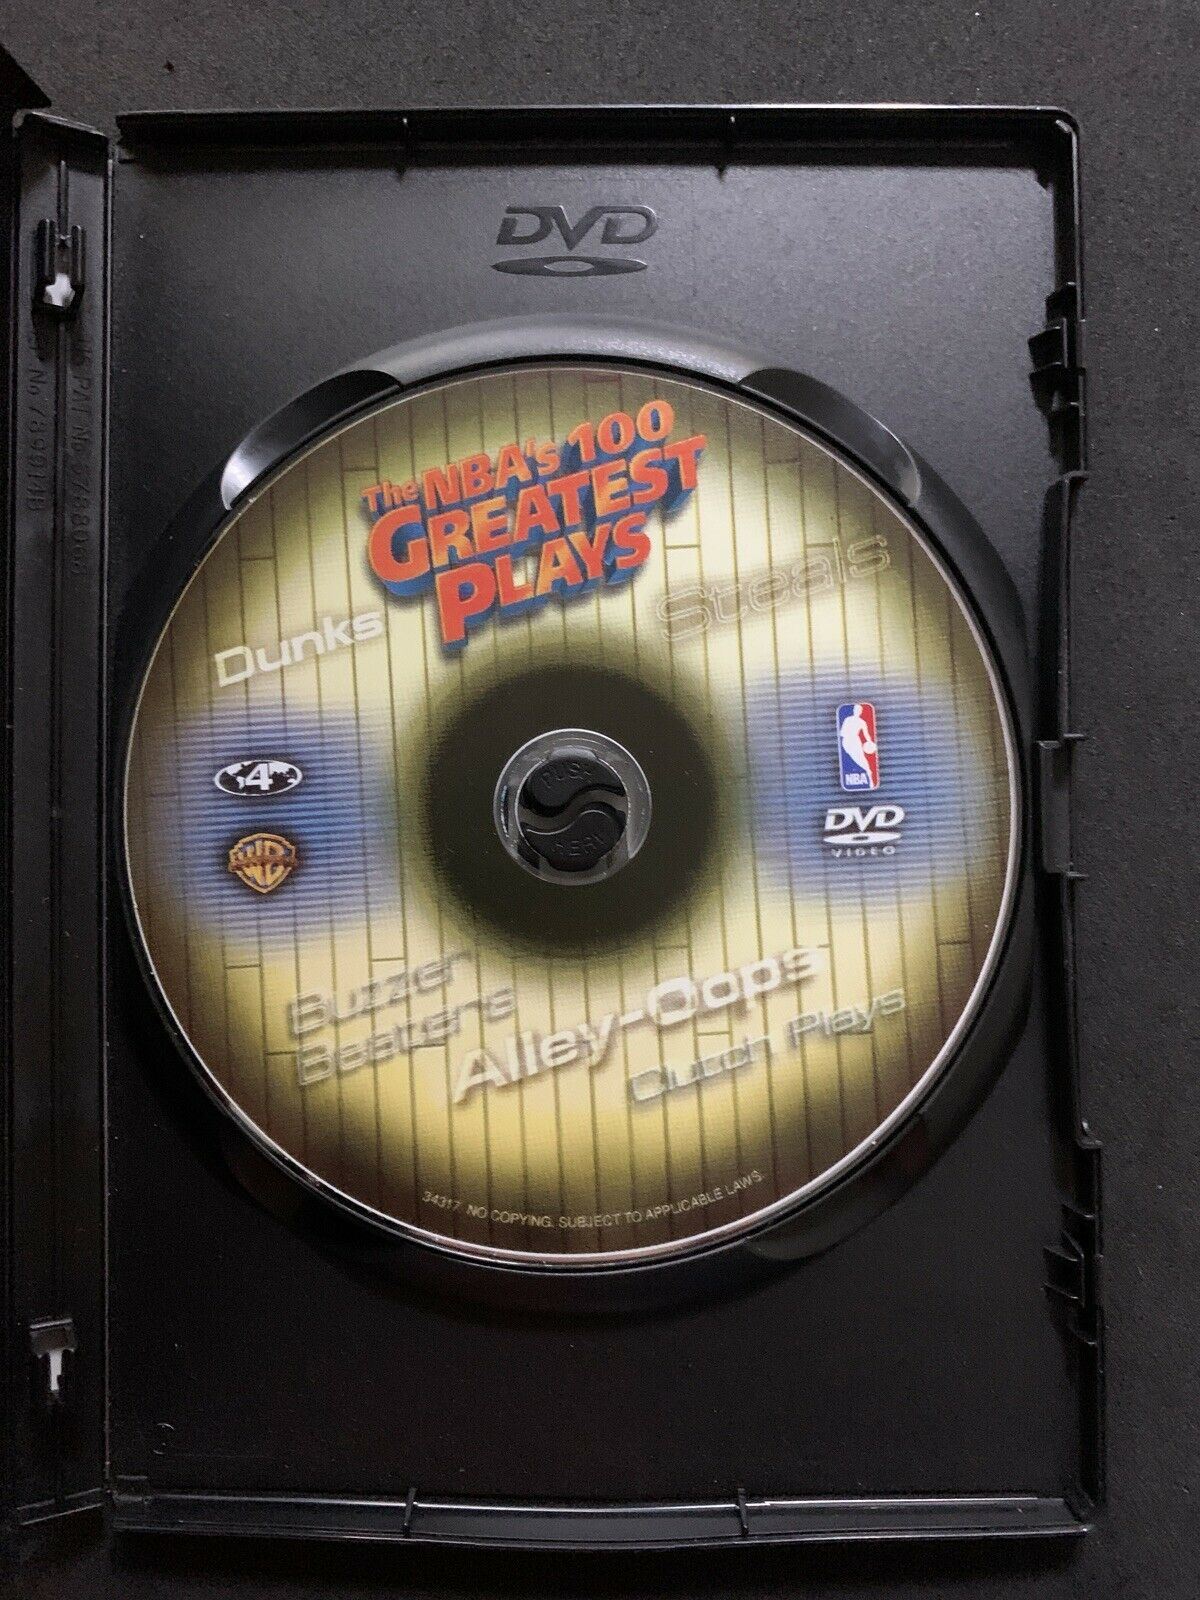 DVD
The NBA's 100
GREATEST
PLAYS
Dunks
Steals
4
NBA
DVD
VIDEO
PUSH
HERE
Buzzer
Beaters
Alley-Oops
Clutch Plays
34317 NO COPYING. SUBJECT TO APPLICABLE LAWS.